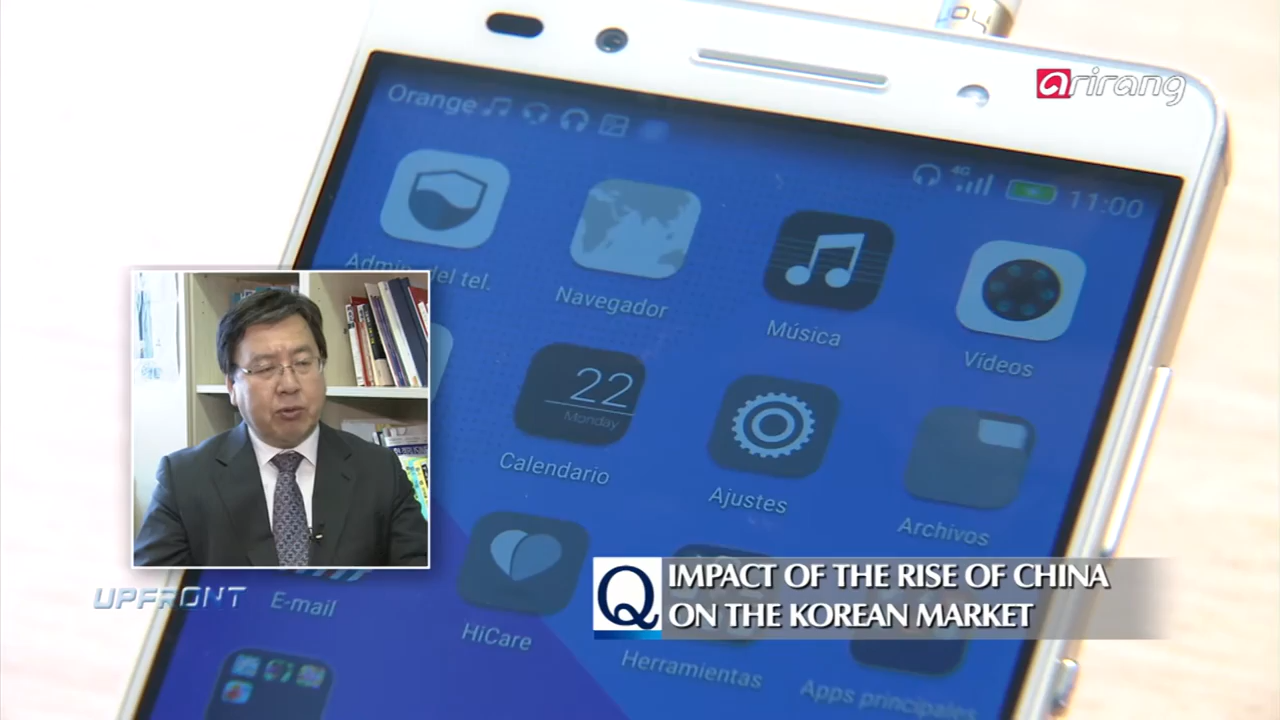 arirang
Orange
4G
11:00
Admin. del tel.
Navegador
Música
Vídeos
22
Monday
Calendario
Ajustes
Archivos
E-mail
HiCare
Herramientas
Apps principales
UPFRONT
Q
IMPACT OF THE RISE OF CHINA
ON THE KOREAN MARKET